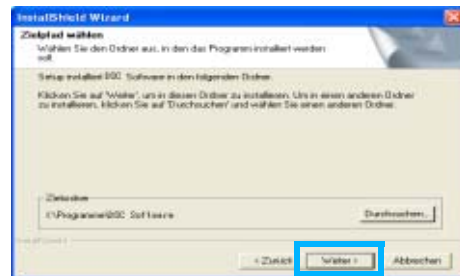 InstallShield Wizard
Zielpfad wählen
Wählen Sie den Ordner aus, in den das Programm installiert werden
soll.
Setup installiert DSC Software in den folgenden Ordner.
Klicken Sie auf 'Weiter', um in diesen Ordner zu installieren. Um in einen anderen Ordner
zu installieren, klicken Sie auf 'Durchsuchen' und wählen Sie einen anderen Ordner.
Zielordner
\Programme\DSC Software
Durchsuchen...
InstallShield
< Zurück
Weiter >
Abbrechen